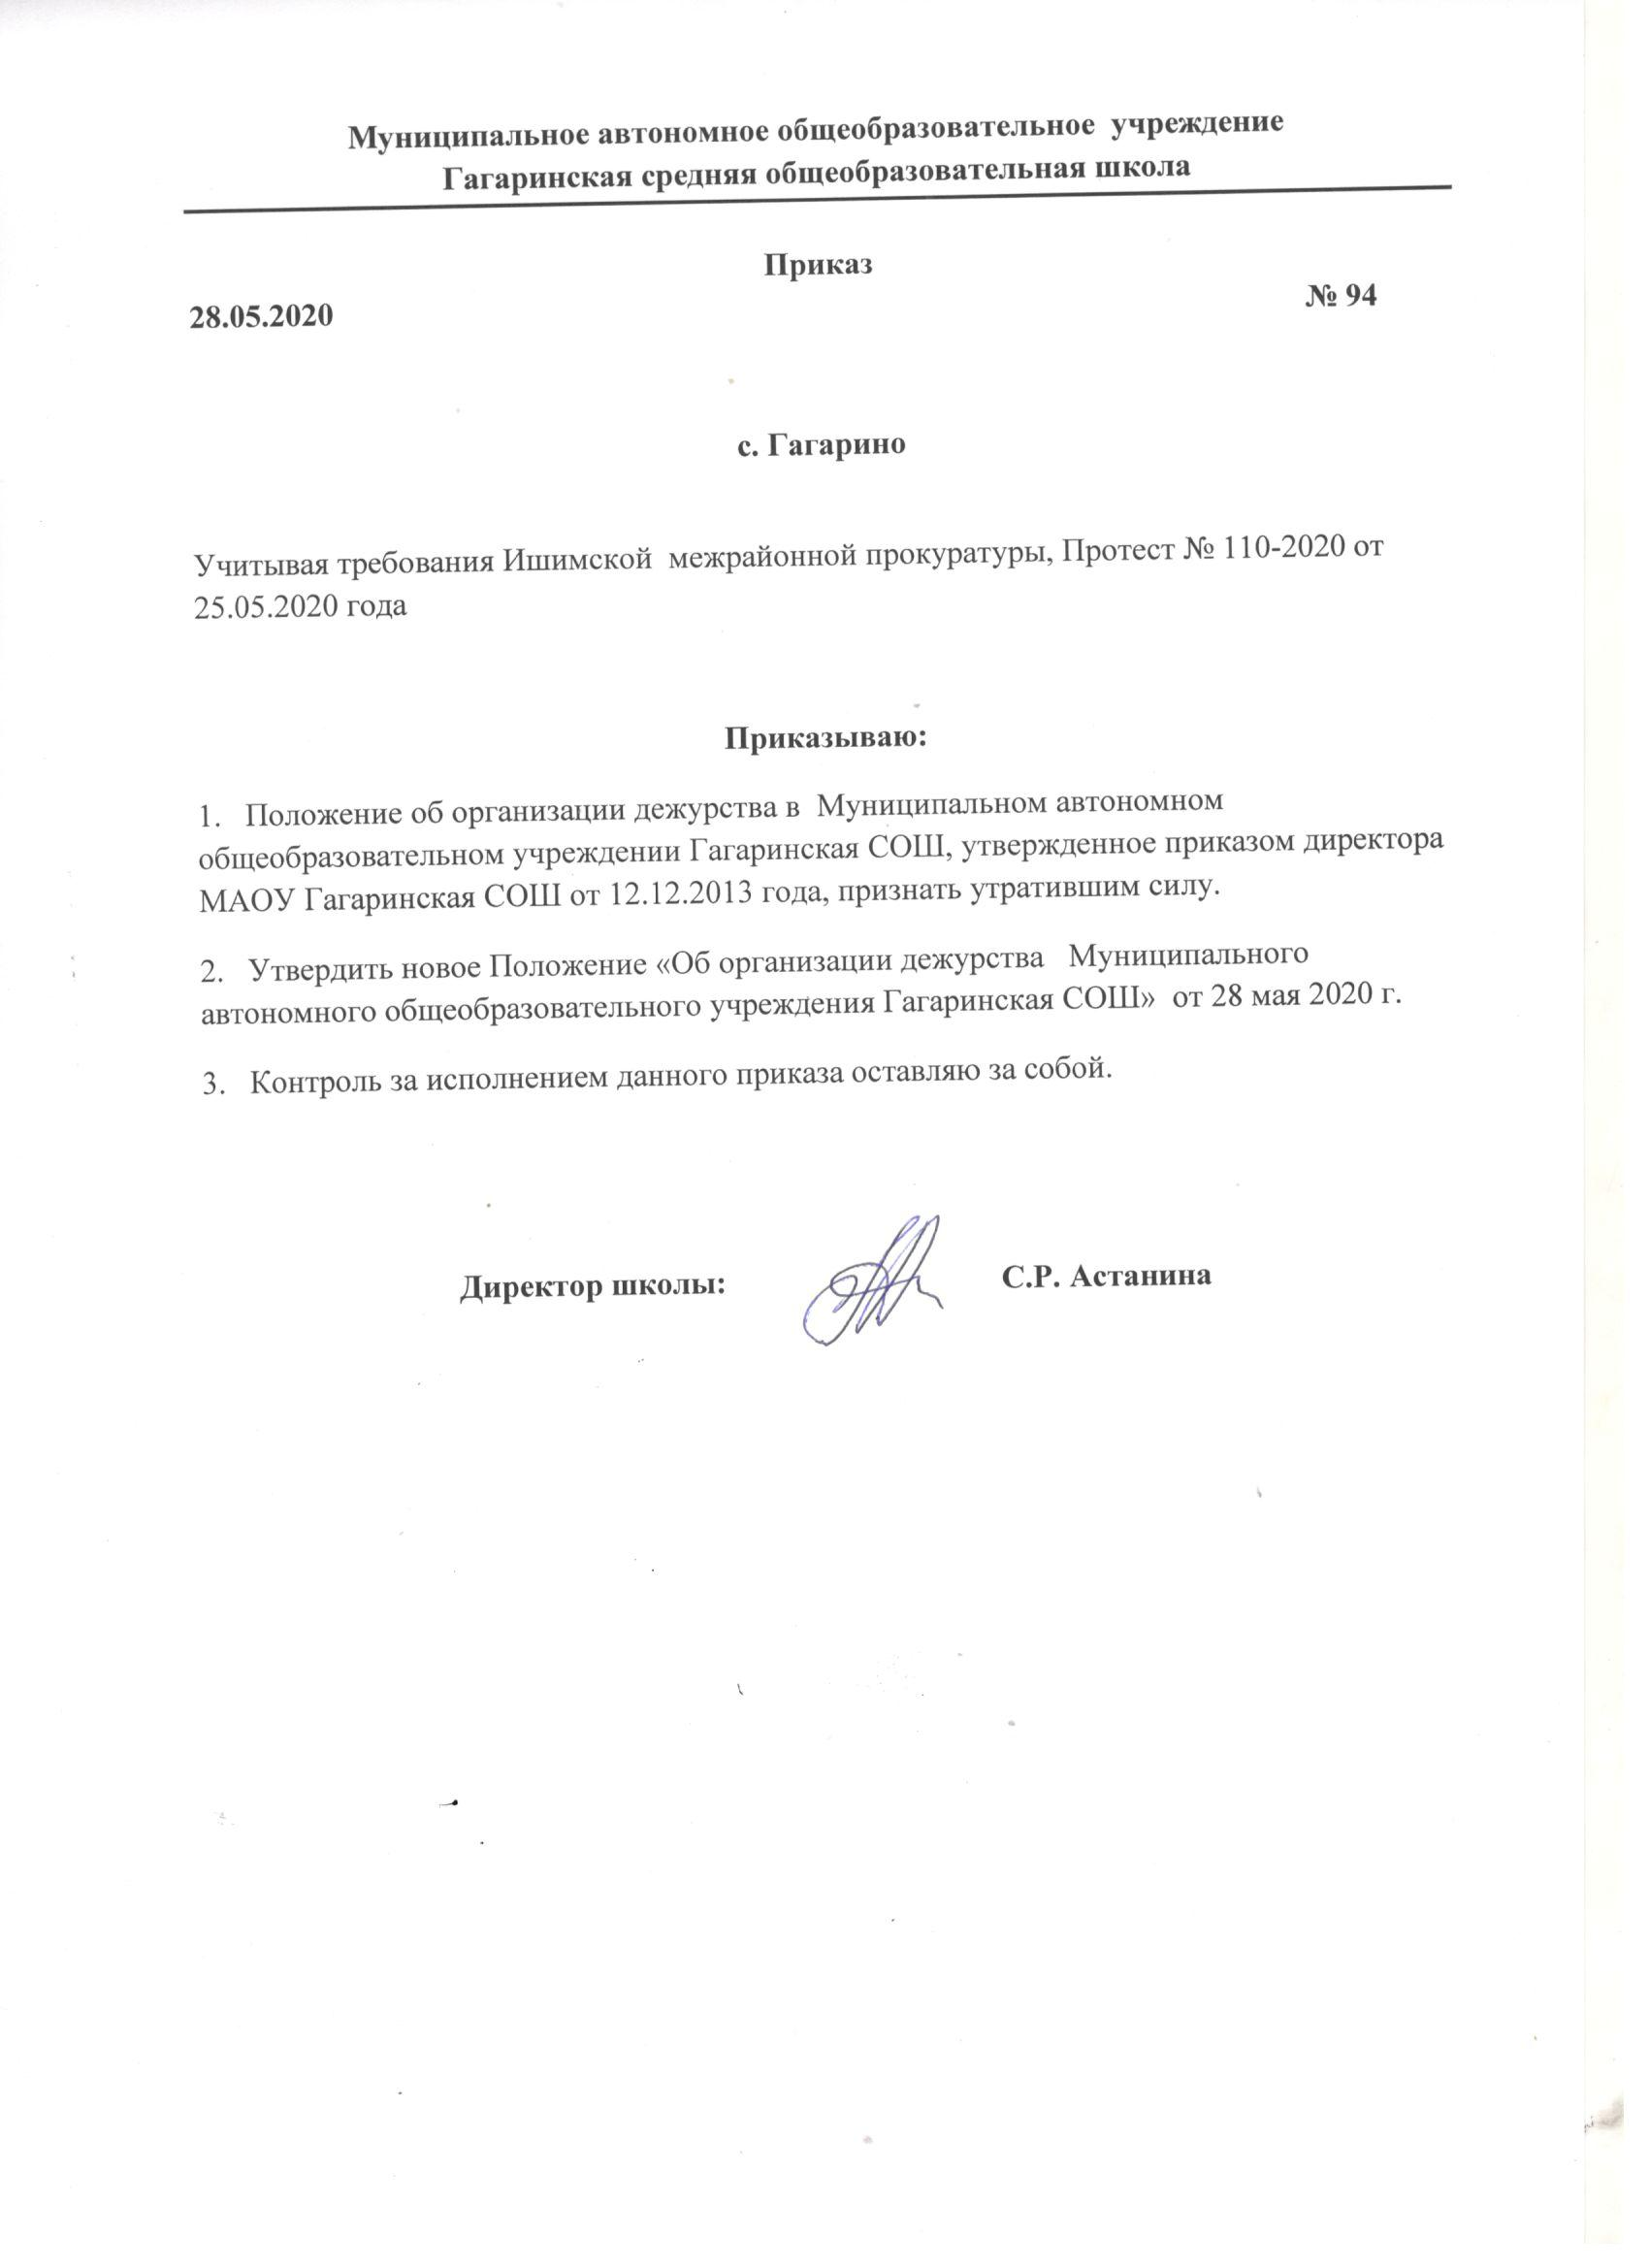 Муниципальное автономное общеобразовательное учреждение
Гагаринская средняя общеобразовательная школа
Приказ
28.05.2020 № 94
с. Гагарино
Учитывая требования Ишимской межрайонной прокуратуры, Протест № 110-2020 от
25.05.2020 года
Приказываю:
1. Положение об организации дежурства в Муниципальном автономном
общеобразовательном учреждении Гагаринская СОШ, утвержденное приказом директора
МАОУ Гагаринская СОШ от 12.12.2013 года, признать утратившим силу.
2. Утвердить новое Положение «Об организации дежурства Муниципального
автономного общеобразовательного учреждения Гагаринская СОШ» от 28 мая 2020 г.
3. Контроль за исполнением данного приказа оставляю за собой.
Директор школы: С.Р. Астанина